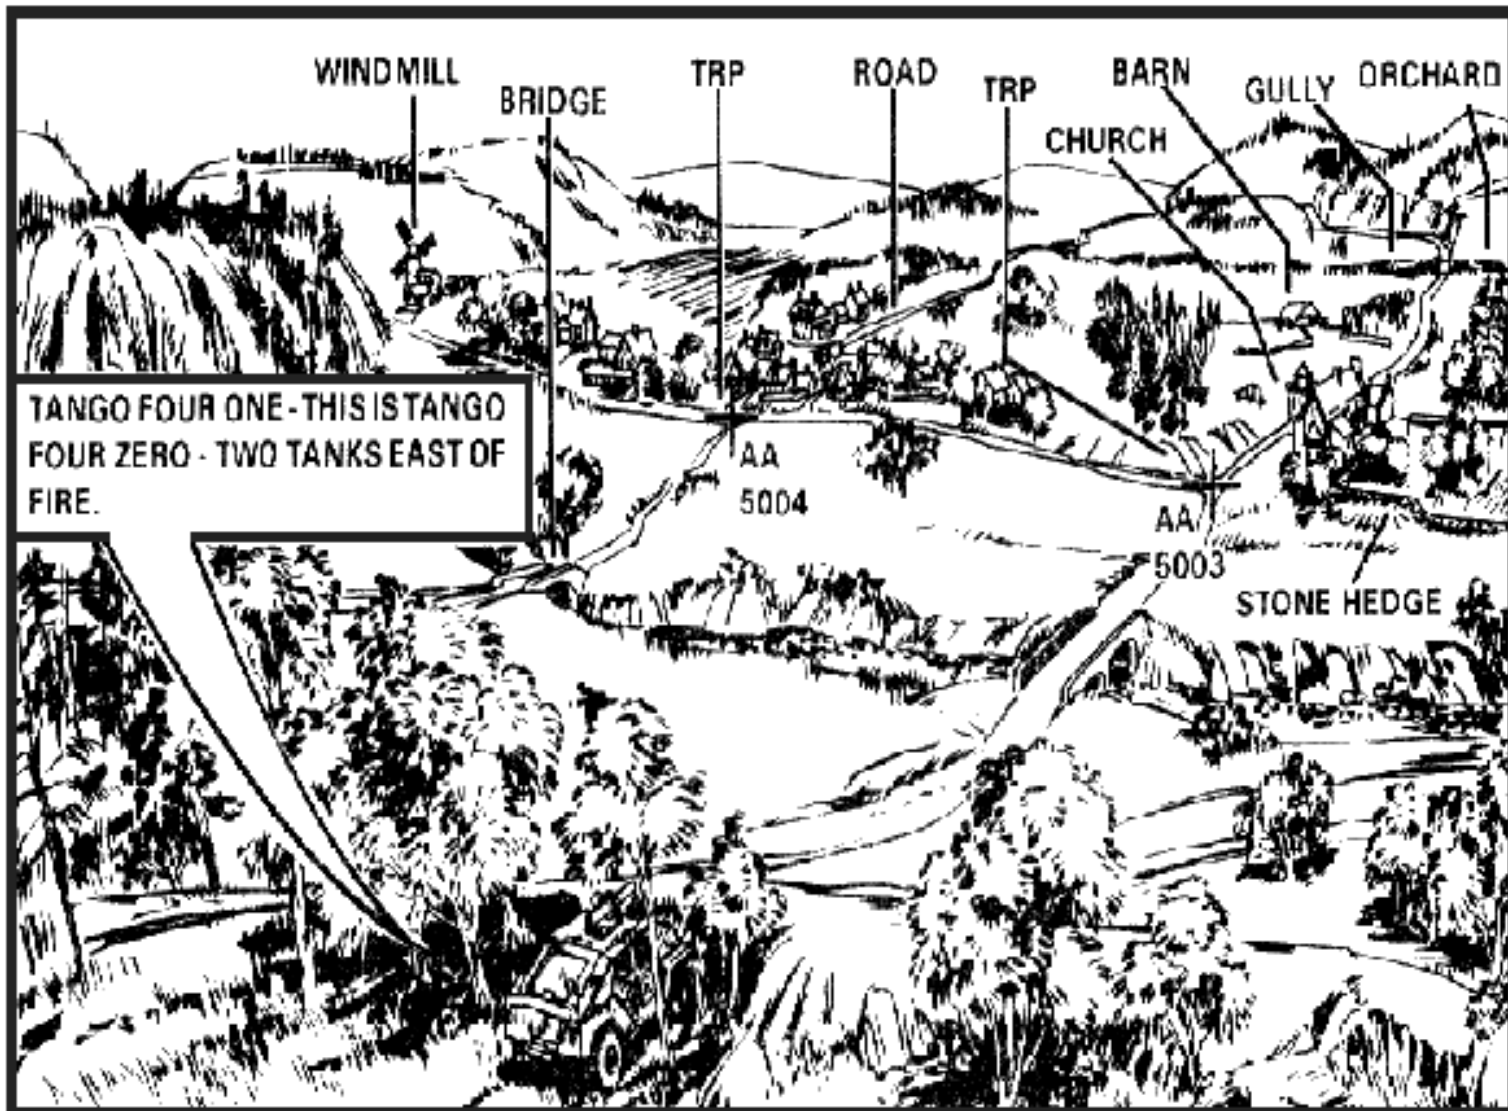 WINDMILL
BRIDGE
TRP
ROAD
TRP
BARN
CHURCH
GULLY
ORCHARD
TANGO FOUR ONE - THIS IS TANGO
FOUR ZERO - TWO TANKS EAST OF
FIRE.
AA
5004
AA
5003
STONE HEDGE